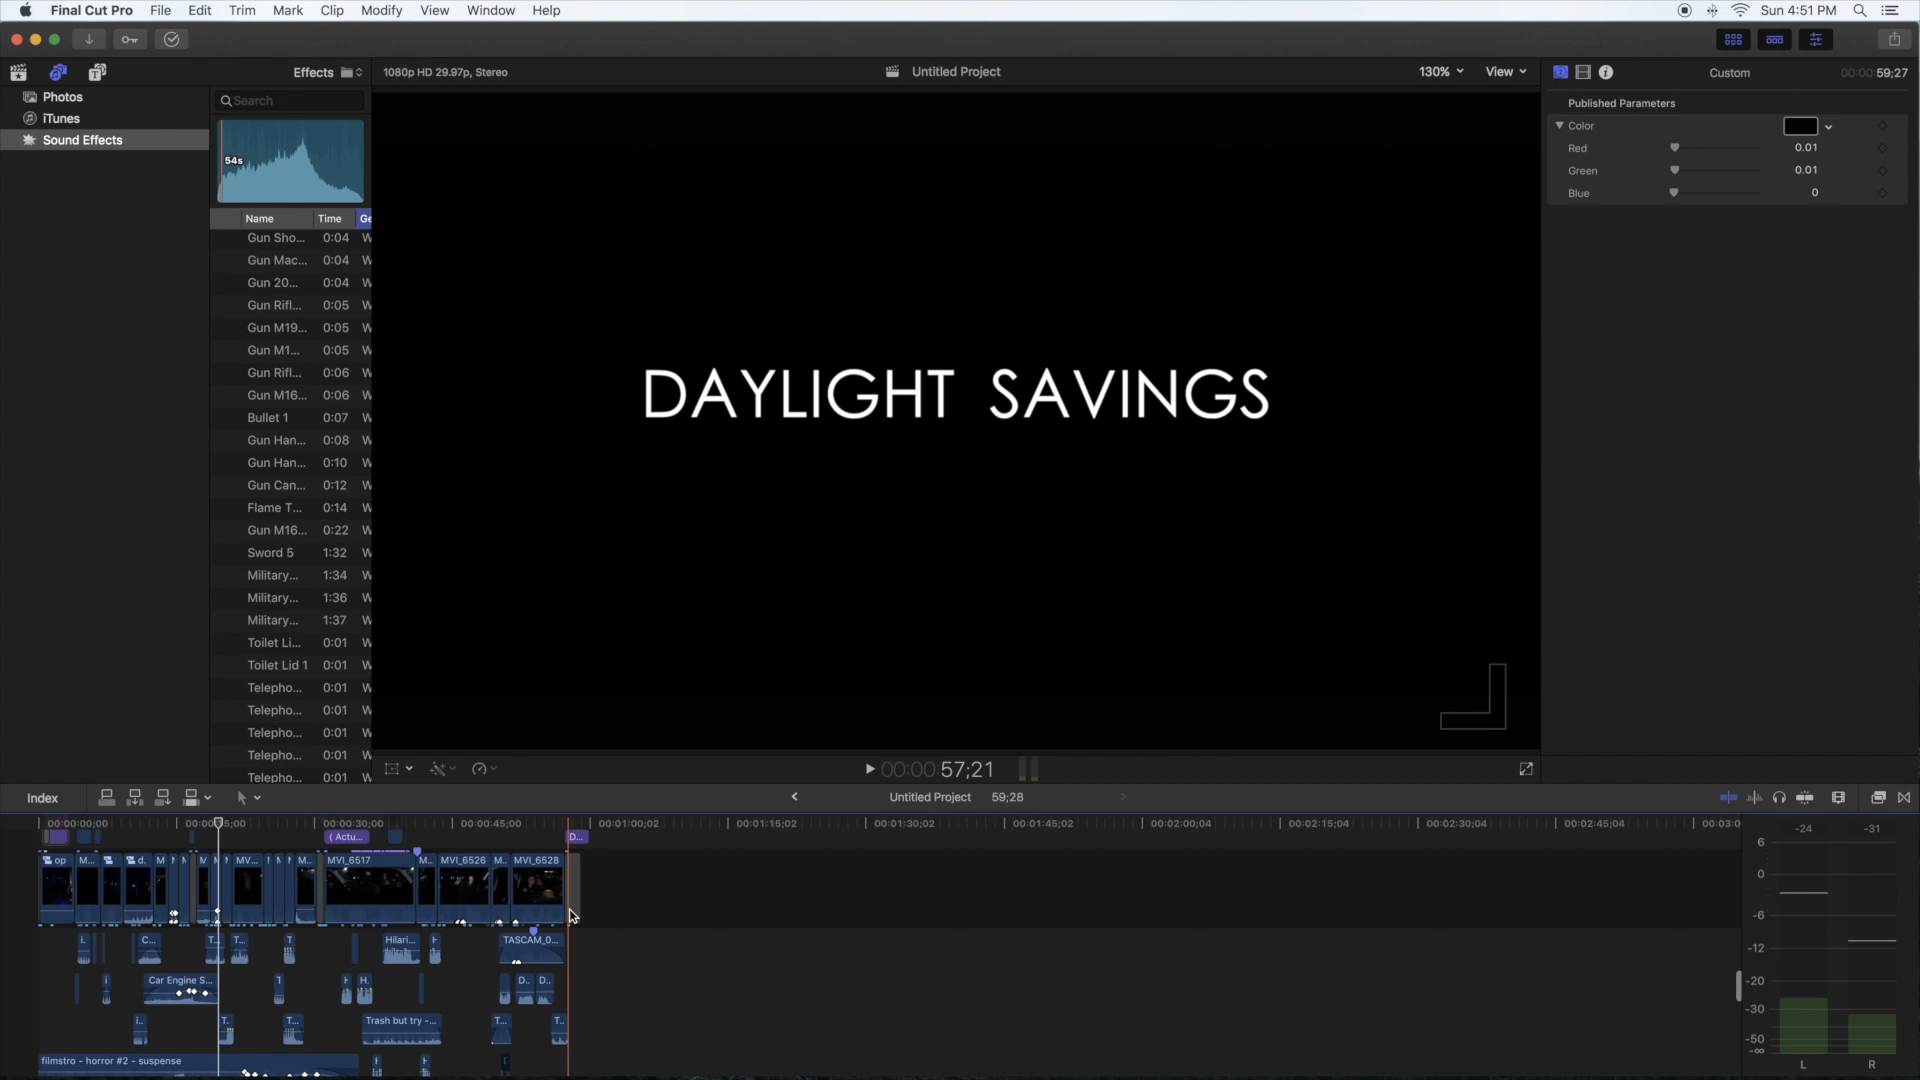 Final Cut Pro File Edit Trim Mark Clip Modify View Window Help Sun 4:51 PM
Effects 1080p HD 29.97p, Stereo Untitled Project 130% View Custom 00:00:59;27
Photos
iTunes
Sound Effects
Search
54s
Name Time Ge
Gun Sho... 0:04 W
Gun Mac... 0:04 W
Gun 20... 0:04 W
Gun Rifl... 0:05 W
Gun M19... 0:05 W
Gun M1... 0:05 W
Gun Rifl... 0:06 W
Gun M16... 0:06 W
Bullet 1 0:07 W
Gun Han... 0:08 W
Gun Han... 0:10 W
Gun Can... 0:12 W
Flame T... 0:14 W
Gun M16... 0:22 W
Sword 5 1:32 W
Military... 1:34 W
Military... 1:36 W
Military... 1:37 W
Toilet Li... 0:01 W
Toilet Lid 1 0:01 W
Telepho... 0:01 W
Telepho... 0:01 W
Telepho... 0:01 W
Telepho... 0:01 W
Telepho... 0:01 W
DAYLIGHT SAVINGS
Published Parameters
Color
Red 0.01
Green 0.01
Blue 0
00:00:57;21
Index Untitled Project 59;28
00:00:00;00 00:00:15;00 00:00:30;00 00:00:45;00 00:01:00;02 00:01:15;02 00:01:30;02 00:01:45;02 00:02:00;04 00:02:15;04 00:02:30;04 00:02:45;04 00:03:0
( Actu... D...
op M... d. M M M M M MV... M M... MVI_6517 M.. MVI_6526 M.. MVI_6528
i. C... T... T... T Hilari... H TASCAM_0...
i Car Engine S... T H H. D.. D..
i.. T. T... Trash but try -... T... T..
filmstro - horror #2 - suspense
-24 -31
6
0
-6
-12
-20
-30
-50
-∞
L R